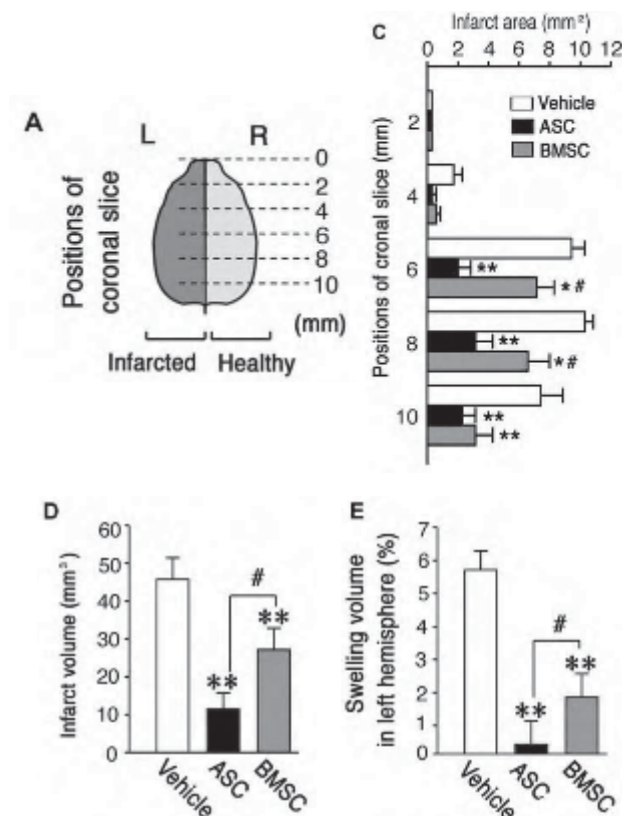 A
L R
Positions of
coronal slice
0
2
4
6
8
10
(mm)
Infarcted Healthy
C
Infarct area (mm²)
0 2 4 6 8 10 12
Positions of cronal slice (mm)
Vehicle
ASC
BMSC
2
4
6
**
*#
8
**
*#
10
**
**
D
Infarct volume (mm³)
60
50
40
30
20
10
0
**
#
**
Vehicle ASC BMSC
E
Swelling volume
in left hemisphere (%)
7
6
5
4
3
2
1
0
**
#
**
Vehicle ASC BMSC